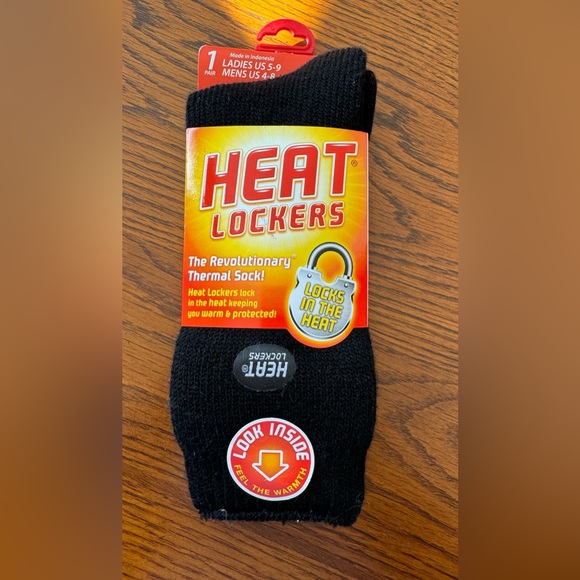 1
PAIR
Made in Indonesia
LADIES US 5-9
MENS US 4-8
HEAT®
LOCKERS
The Revolutionary™
Thermal Sock!
Heat Lockers lock
in the heat keeping
you warm & protected!
LOCKS
IN THE
HEAT
HEAT®
LOCKERS
LOOK INSIDE
FEEL THE WARMTH